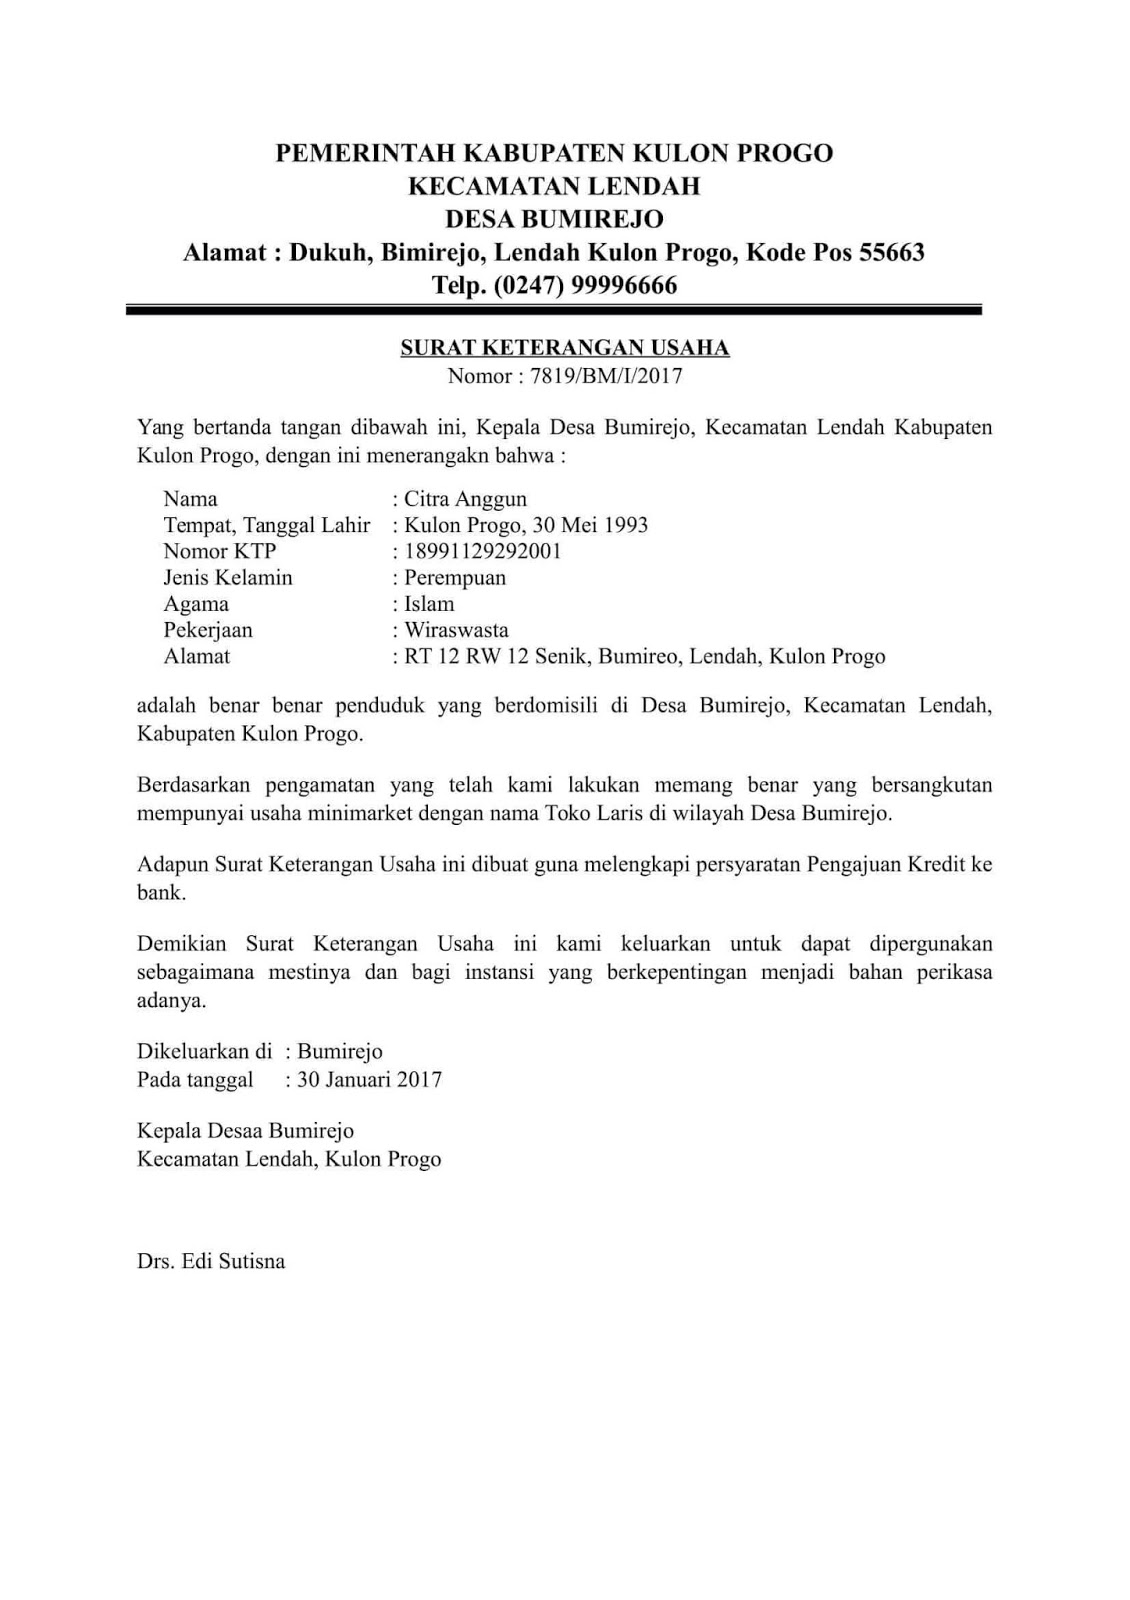 PEMERINTAH KABUPATEN KULON PROGO
KECAMATAN LENDAH
DESA BUMIREJO
Alamat : Dukuh, Bimirejo, Lendah Kulon Progo, Kode Pos 55663
Telp. (0247) 99996666
SURAT KETERANGAN USAHA
Nomor : 7819/BM/I/2017
Yang bertanda tangan dibawah ini, Kepala Desa Bumirejo, Kecamatan Lendah Kabupaten
Kulon Progo, dengan ini menerangakn bahwa :
Nama : Citra Anggun
Tempat, Tanggal Lahir : Kulon Progo, 30 Mei 1993
Nomor KTP : 18991129292001
Jenis Kelamin : Perempuan
Agama : Islam
Pekerjaan : Wiraswasta
Alamat : RT 12 RW 12 Senik, Bumireo, Lendah, Kulon Progo
adalah benar benar penduduk yang berdomisili di Desa Bumirejo, Kecamatan Lendah,
Kabupaten Kulon Progo.
Berdasarkan pengamatan yang telah kami lakukan memang benar yang bersangkutan
mempunyai usaha minimarket dengan nama Toko Laris di wilayah Desa Bumirejo.
Adapun Surat Keterangan Usaha ini dibuat guna melengkapi persyaratan Pengajuan Kredit ke
bank.
Demikian Surat Keterangan Usaha ini kami keluarkan untuk dapat dipergunakan
sebagaimana mestinya dan bagi instansi yang berkepentingan menjadi bahan perikasa
adanya.
Dikeluarkan di : Bumirejo
Pada tanggal : 30 Januari 2017
Kepala Desaa Bumirejo
Kecamatan Lendah, Kulon Progo
Drs. Edi Sutisna